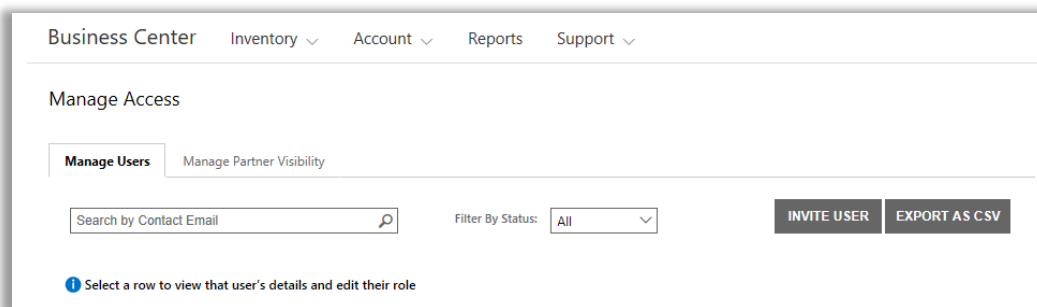 Business Center Inventory Account Reports Support
Manage Access
Manage Users Manage Partner Visibility
Search by Contact Email Filter By Status: All INVITE USER EXPORT AS CSV
Select a row to view that user's details and edit their role